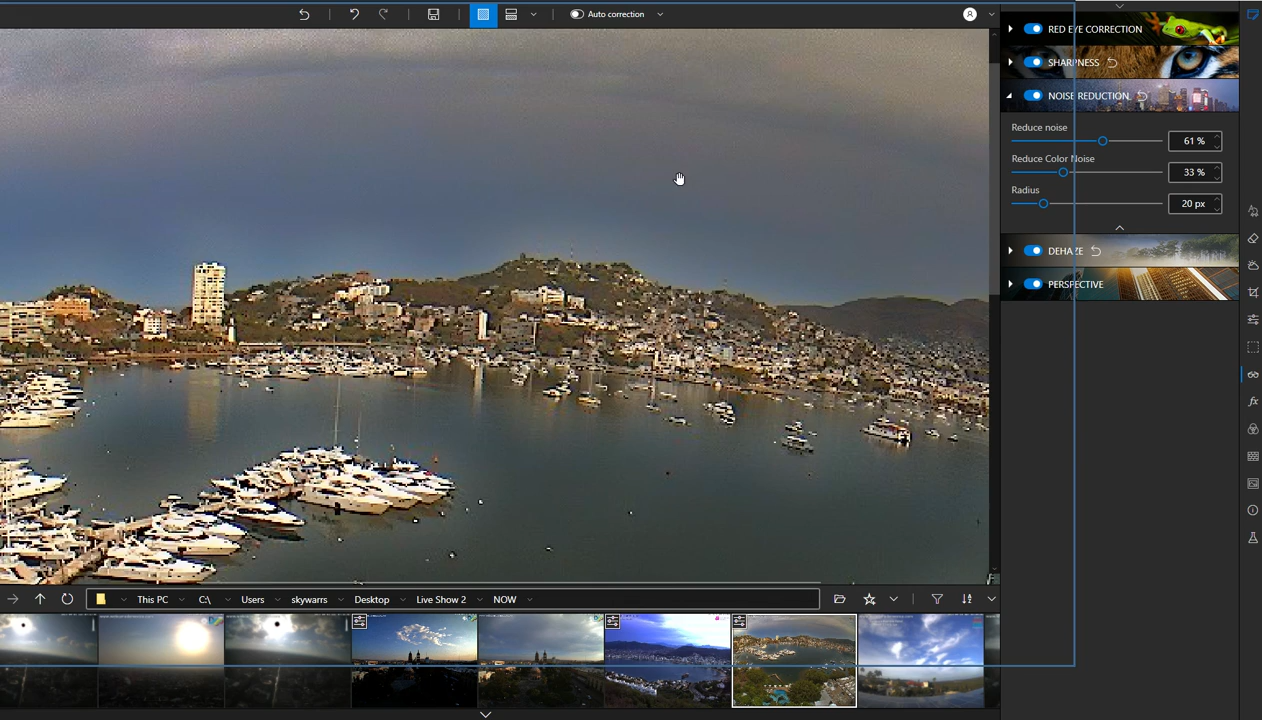 Auto correction
RED EYE CORRECTION
SHARPNESS
NOISE REDUCTION
Reduce noise
61 %
Reduce Color Noise
33 %
Radius
20 px
DEHAZE
PERSPECTIVE
This PC
C:\
Users
skywarrs
Desktop
Live Show 2
NOW